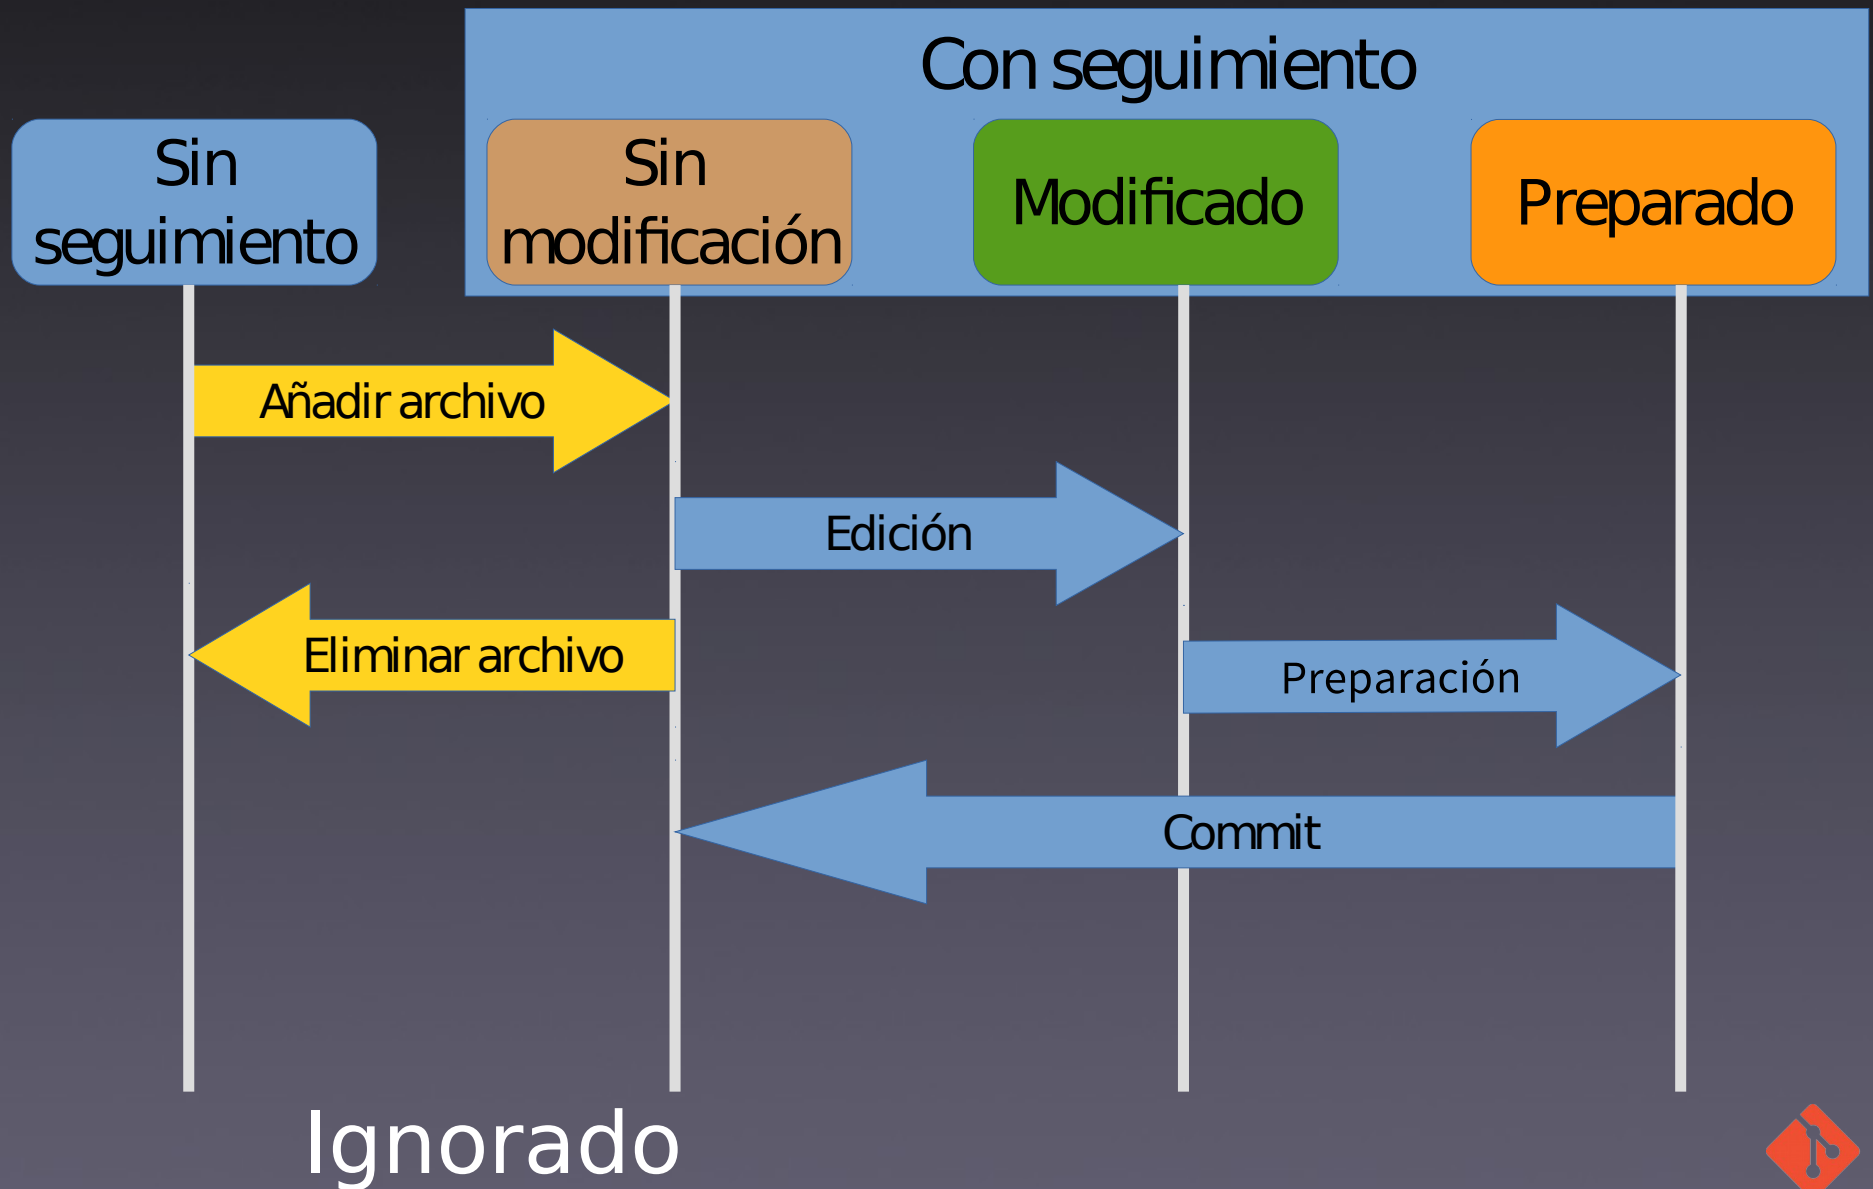 Con seguimiento
Sin
seguimiento
Sin
modificación
Modificado
Preparado
Añadir archivo
Edición
Eliminar archivo
Preparación
Commit
Ignorado